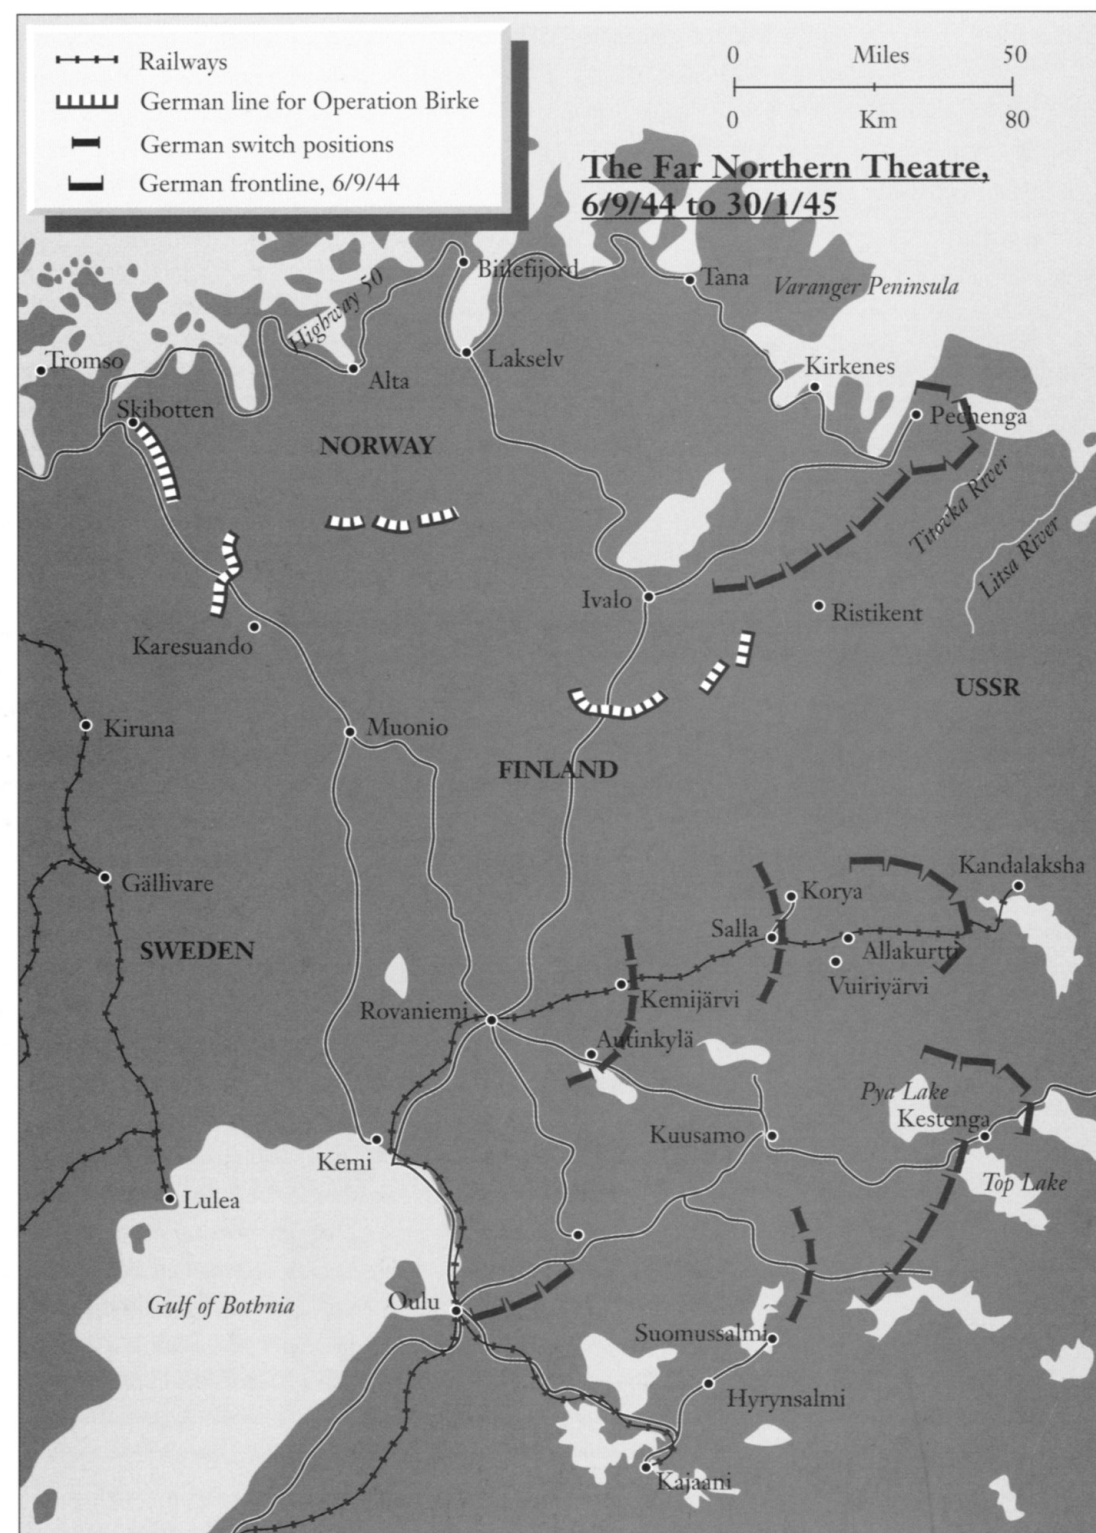 Railways
German line for Operation Birke
German switch positions
German frontline, 6/9/44
0 Miles 50
0 Km 80
The Far Northern Theatre,
6/9/44 to 30/1/45
Highway 50
Biilefijord
Tana
Varanger Peninsula
Tromso
Lakselv
Alta
Kirkenes
Skibotten
Pechenga
NORWAY
Titovka River
Litsa River
Ivalo
Ristikent
Karesuando
USSR
Kiruna
Muonio
FINLAND
Kandalaksha
Gällivare
Korya
Salla
SWEDEN
Allakurtti
Vuiriyärvi
Kemijärvi
Rovaniemi
Autinkylä
Pya Lake
Kestenga
Kuusamo
Kemi
Top Lake
Lulea
Gulf of Bothnia
Oulu
Suomussalmi
Hyrynsalmi
Kajaani